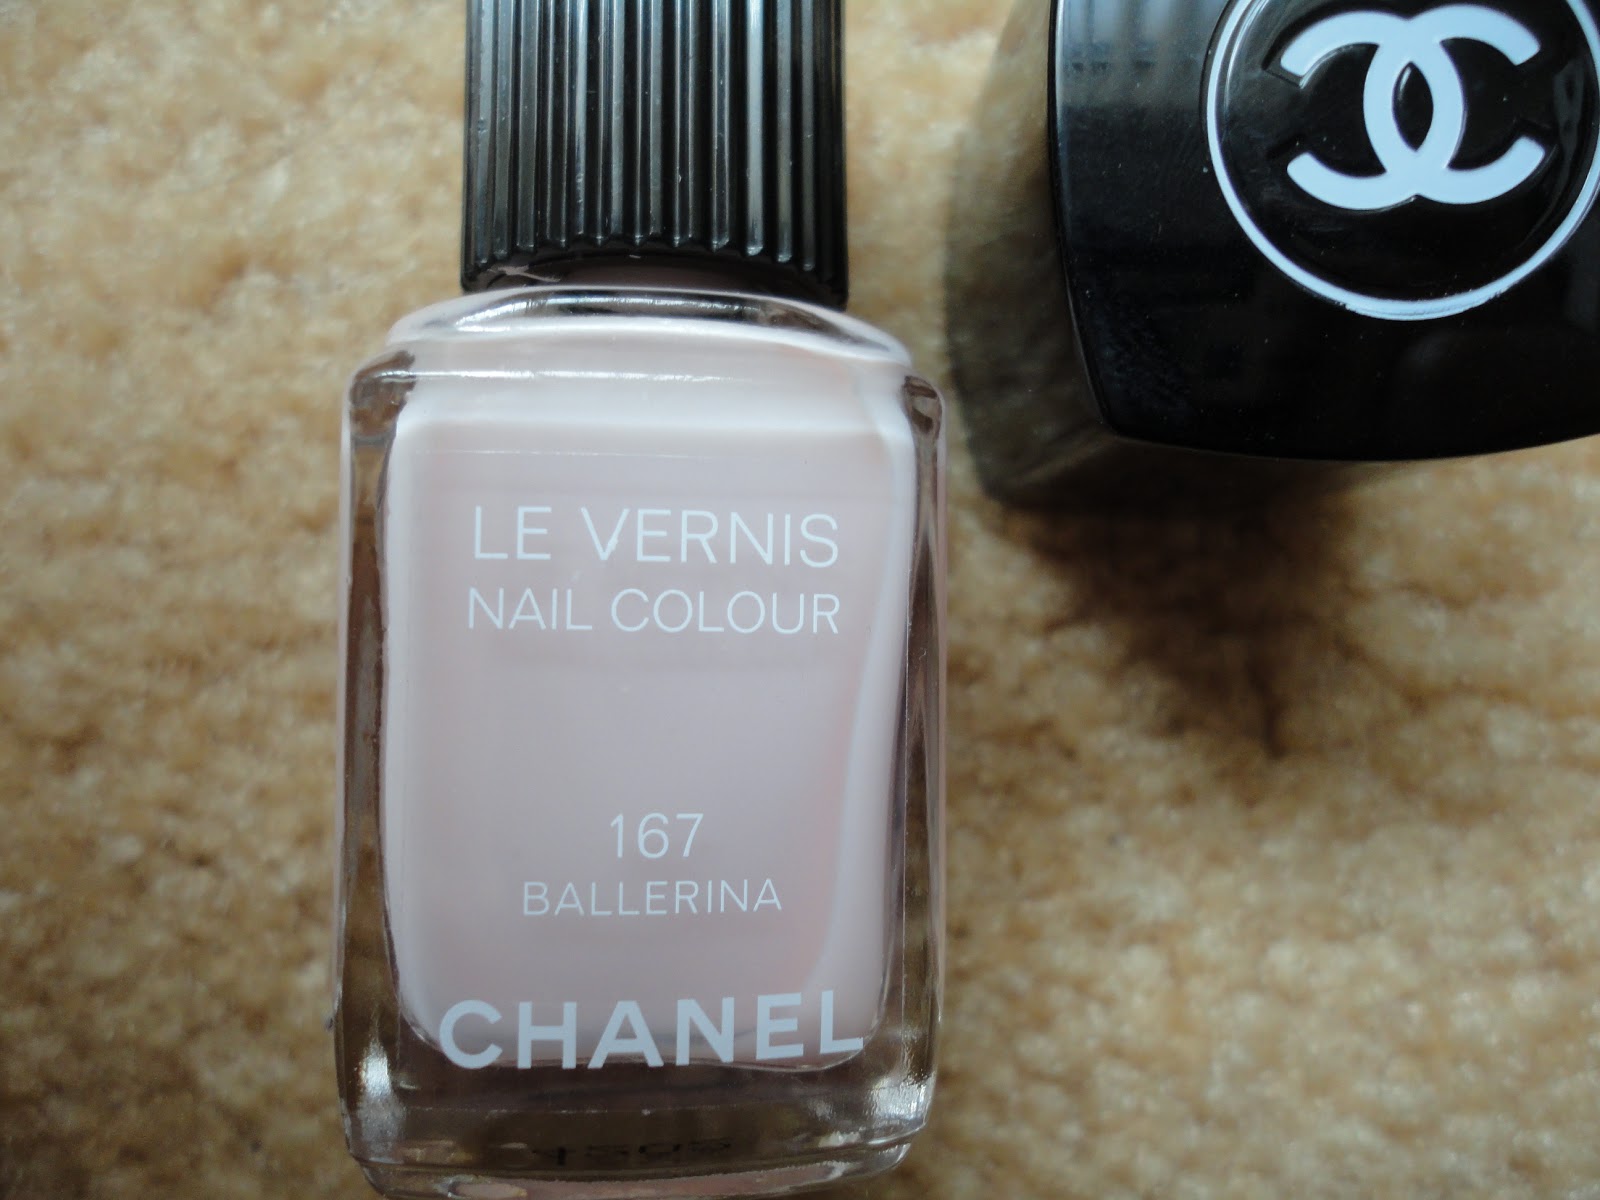 LE VERNIS
NAIL COLOUR
167
BALLERINA
CHANEL